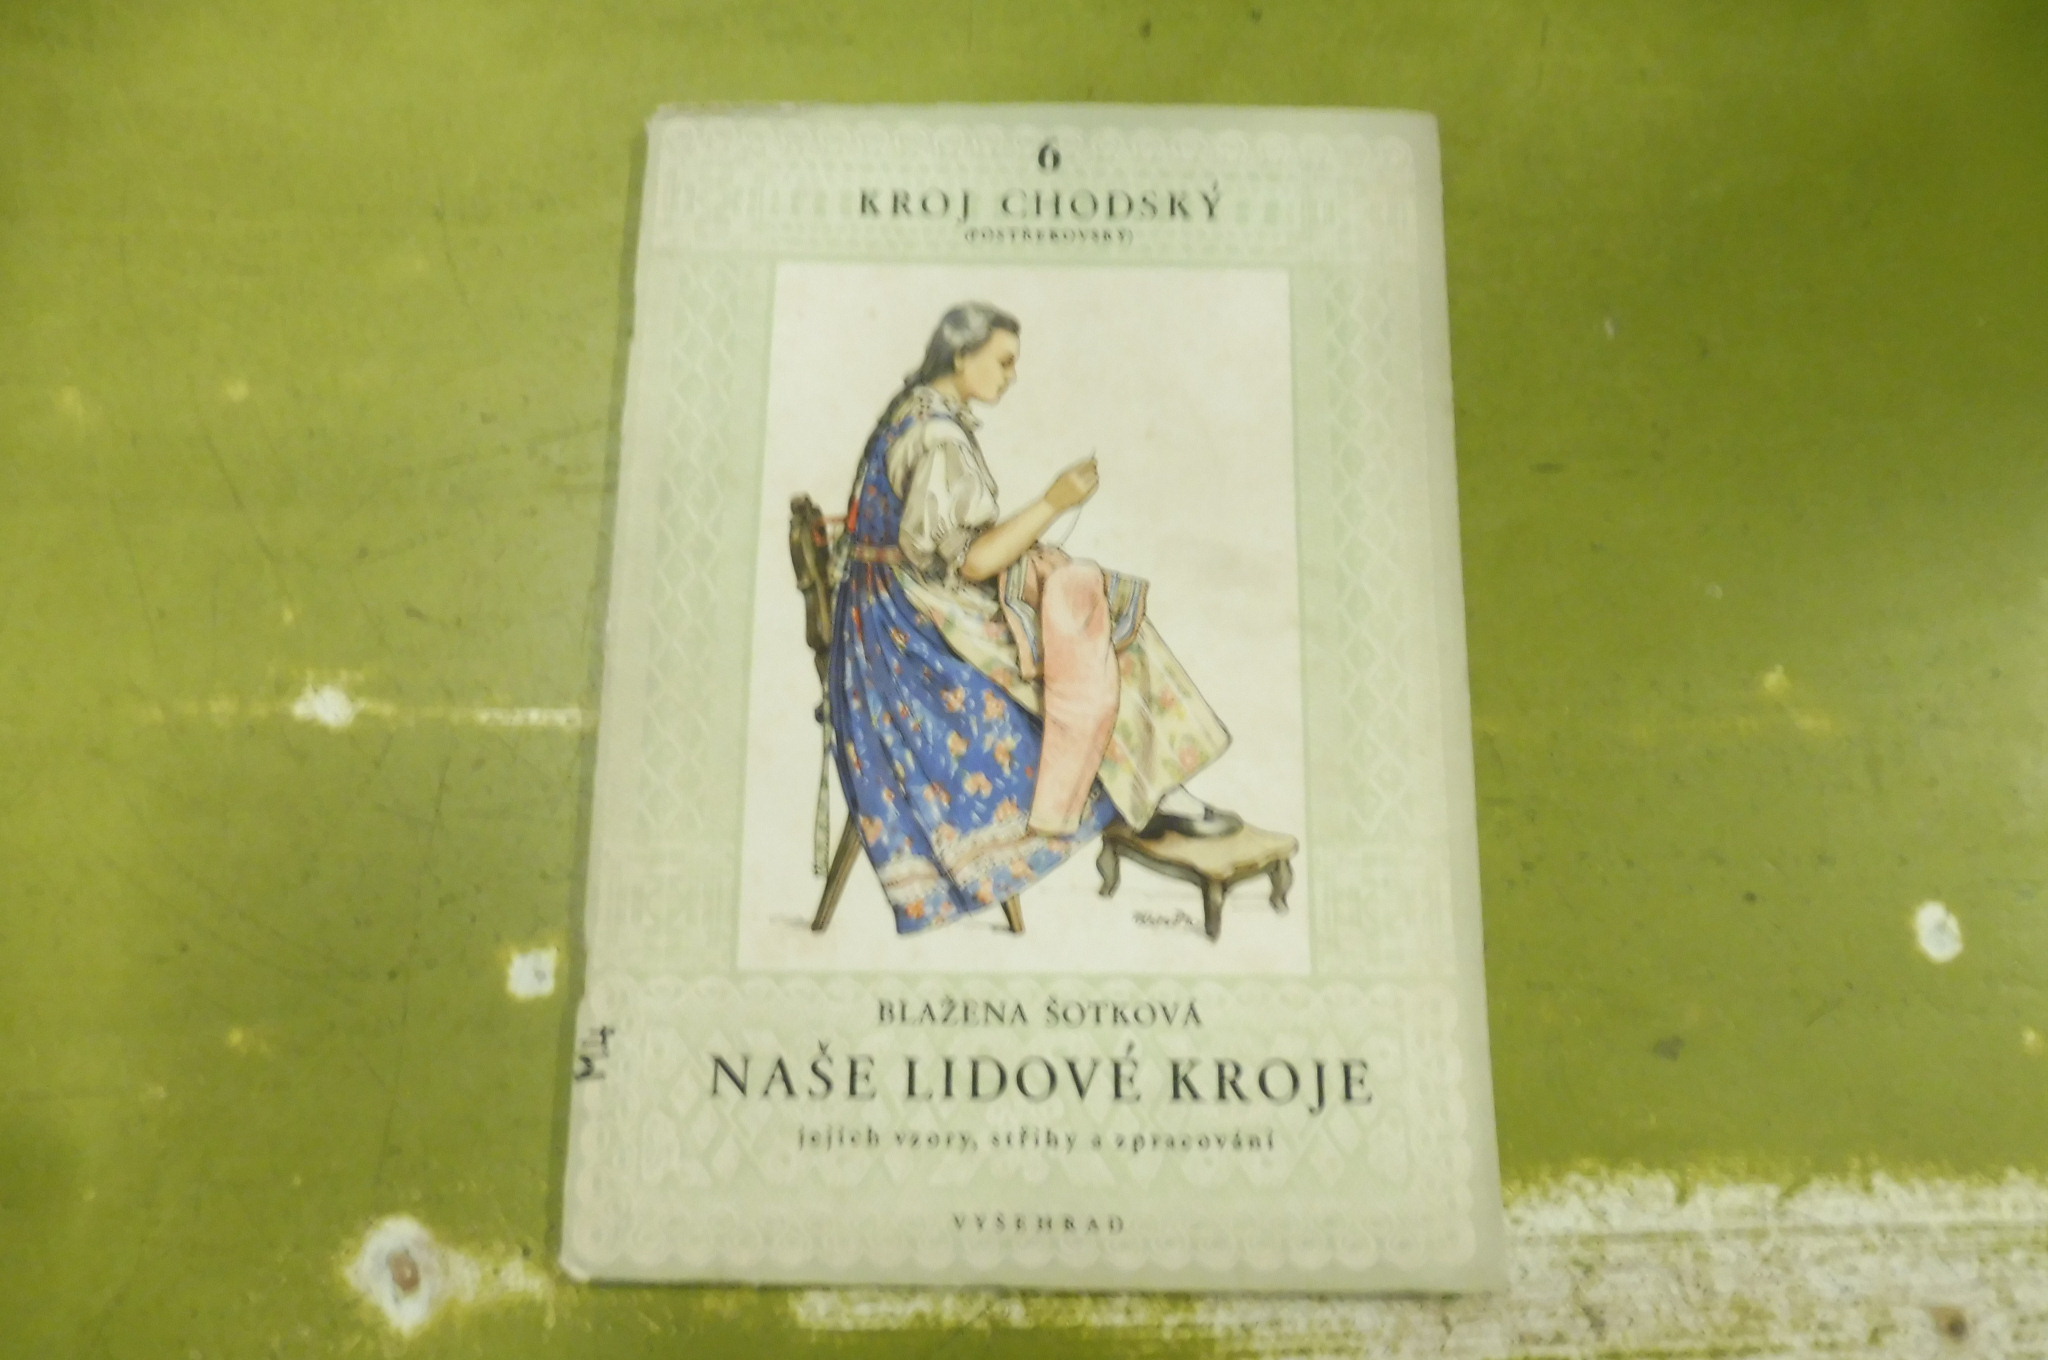 6
KROJ CHODSKÝ
(POSTŘEKOVSKÝ)
BLAŽENA ŠOTKOVÁ
NAŠE LIDOVÉ KROJE
jejich vzory, střihy a zpracování
VYŠEHRAD